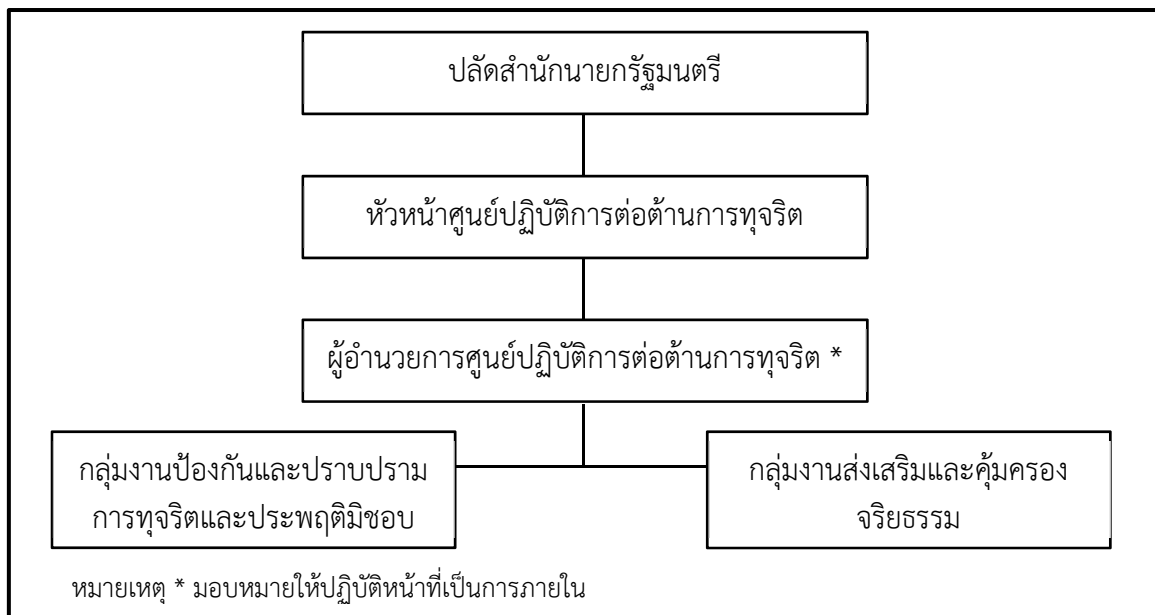 ปลัดสำนักนายกรัฐมนตรี
หัวหน้าศูนย์ปฏิบัติการต่อต้านการทุจริต
ผู้อำนวยการศูนย์ปฏิบัติการต่อต้านการทุจริต *
กลุ่มงานป้องกันและปราบปราม
การทุจริตและประพฤติมิชอบ
กลุ่มงานส่งเสริมและคุ้มครอง
จริยธรรม
หมายเหตุ * มอบหมายให้ปฏิบัติหน้าที่เป็นการภายใน